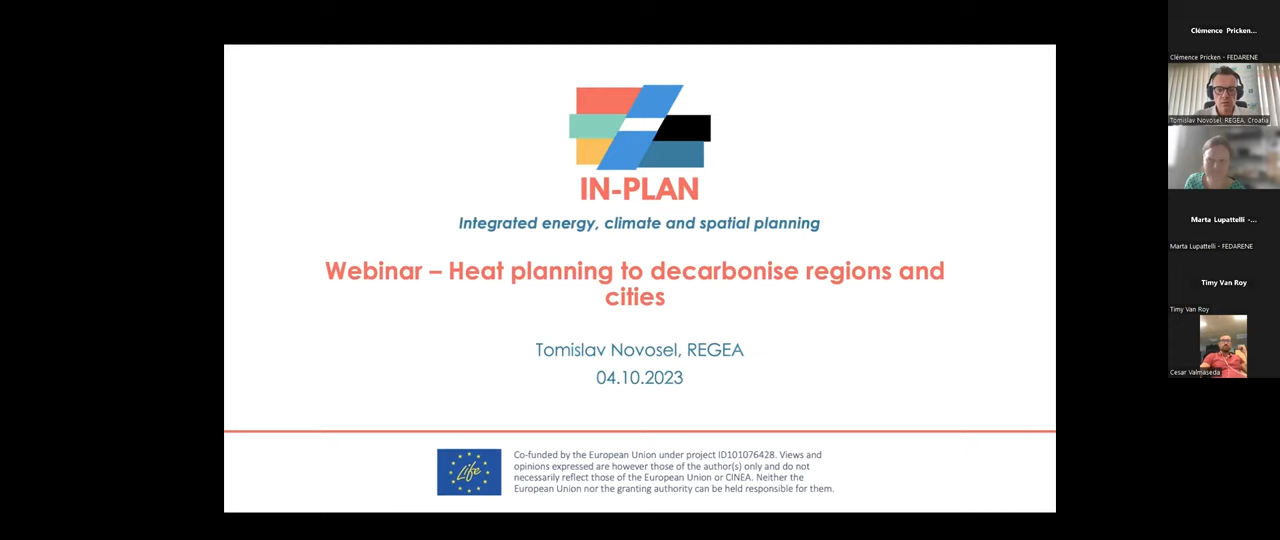 IN-PLAN
Integrated energy, climate and spatial planning
Webinar – Heat planning to decarbonise regions and
cities
Tomislav Novosel, REGEA
04.10.2023
Life
Co-funded by the European Union under project ID101076428. Views and
opinions expressed are however those of the author(s) only and do not
necessarily reflect those of the European Union or CINEA. Neither the
European Union nor the granting authority can be held responsible for them.
Clémence Pricken...
Clémence Pricken - FEDARENE
Tomislav Novosel, REGEA, Croatia
Marta Lupattelli -...
Marta Lupattelli - FEDARENE
Timy Van Roy
Timy Van Roy
Cesar Valmaseda